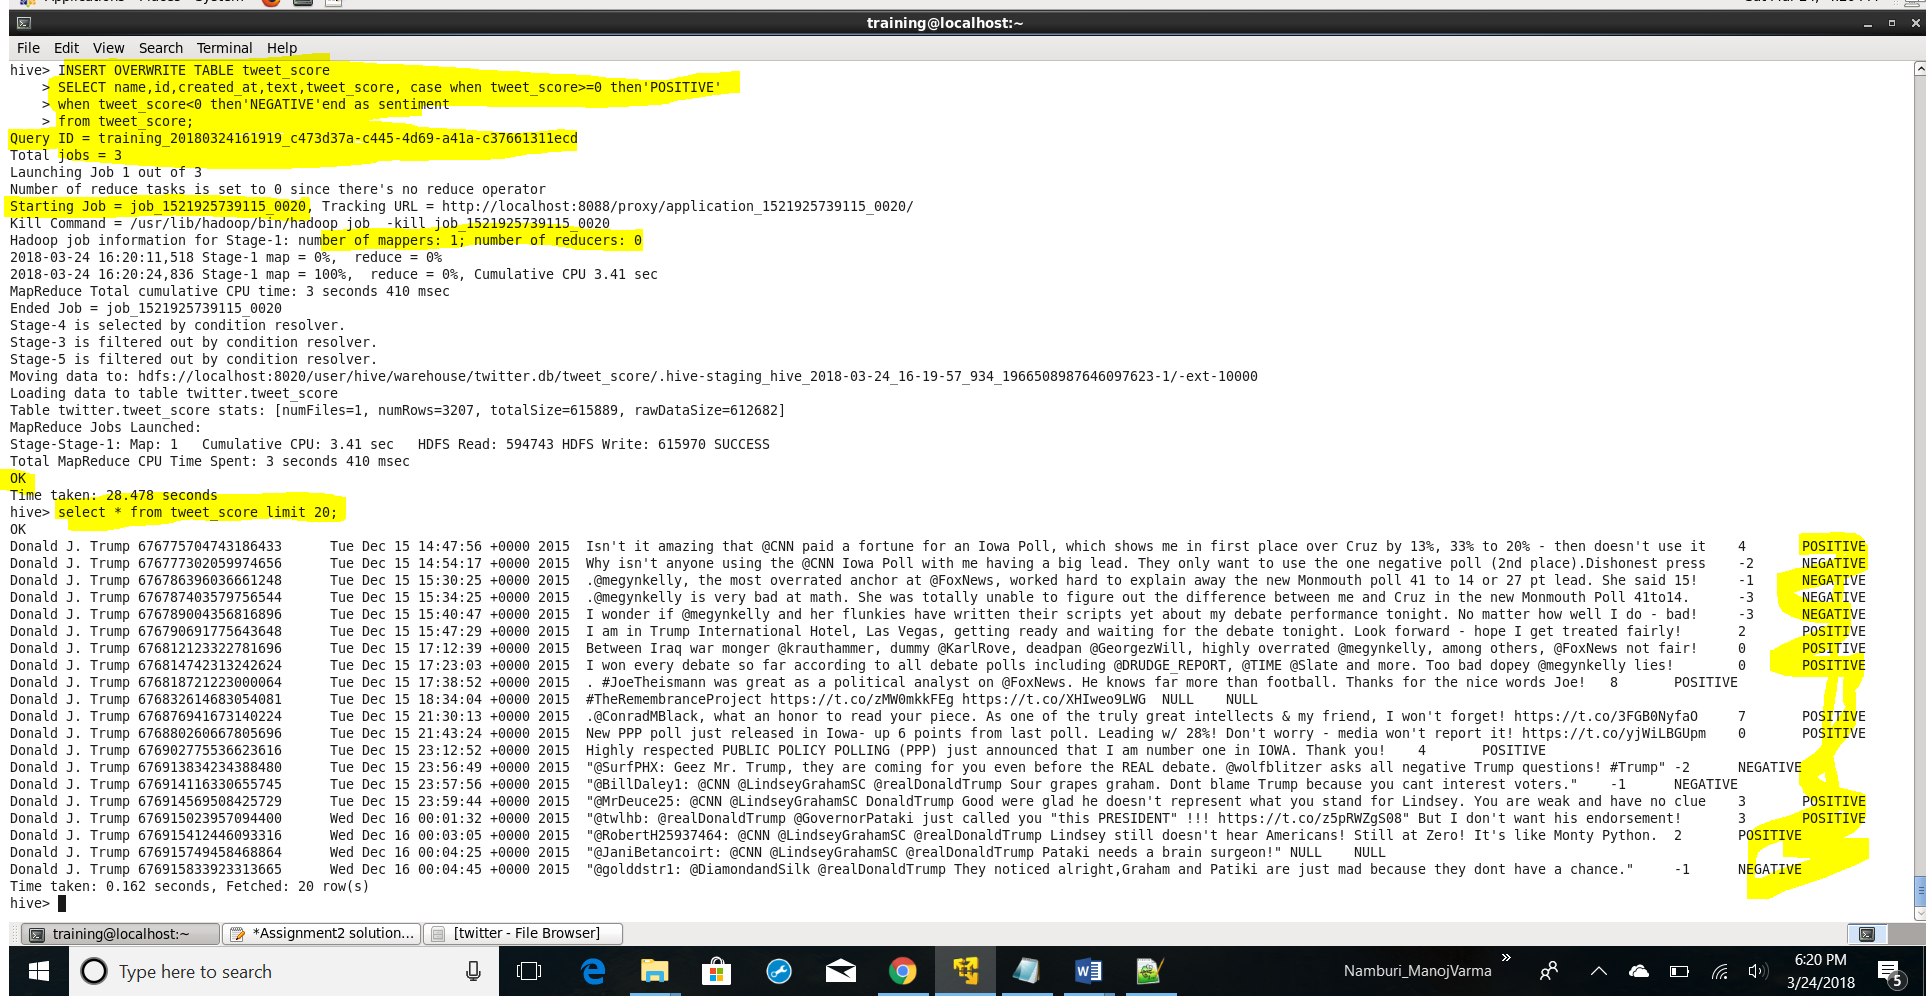 training@localhost:~
File Edit View Search Terminal Help
hive> INSERT OVERWRITE TABLE tweet_score
> SELECT name,id,created_at,text,tweet_score, case when tweet_score>=0 then'POSITIVE'
> when tweet_score<0 then'NEGATIVE'end as sentiment
> from tweet_score;
Query ID = training_20180324161919_c473d37a-c445-4d69-a41a-c37661311ecd
Total jobs = 3
Launching Job 1 out of 3
Number of reduce tasks is set to 0 since there's no reduce operator
Starting Job = job_1521925739115_0020, Tracking URL = http://localhost:8088/proxy/application_1521925739115_0020/
Kill Command = /usr/lib/hadoop/bin/hadoop job  -kill job_1521925739115_0020
Hadoop job information for Stage-1: number of mappers: 1; number of reducers: 0
2018-03-24 16:20:11,518 Stage-1 map = 0%,  reduce = 0%
2018-03-24 16:20:24,836 Stage-1 map = 100%,  reduce = 0%, Cumulative CPU 3.41 sec
MapReduce Total cumulative CPU time: 3 seconds 410 msec
Ended Job = job_1521925739115_0020
Stage-4 is selected by condition resolver.
Stage-3 is filtered out by condition resolver.
Stage-5 is filtered out by condition resolver.
Moving data to: hdfs://localhost:8020/user/hive/warehouse/twitter.db/tweet_score/.hive-staging_hive_2018-03-24_16-19-57_934_1966508987646097623-1/-ext-10000
Loading data to table twitter.tweet_score
Table twitter.tweet_score stats: [numFiles=1, numRows=3207, totalSize=615889, rawDataSize=612682]
MapReduce Jobs Launched:
Stage-Stage-1: Map: 1   Cumulative CPU: 3.41 sec   HDFS Read: 594743 HDFS Write: 615970 SUCCESS
Total MapReduce CPU Time Spent: 3 seconds 410 msec
OK
Time taken: 28.478 seconds
hive> select * from tweet_score limit 20;
OK
Donald J. Trump 676775704743186433 Tue Dec 15 14:47:56 +0000 2015 Isn't it amazing that @CNN paid a fortune for an Iowa Poll, which shows me in first place over Cruz by 13%, 33% to 20% - then doesn't use it 4 POSITIVE
Donald J. Trump 676777302059974656 Tue Dec 15 14:54:17 +0000 2015 Why isn't anyone using the @CNN Iowa Poll with me having a big lead. They only want to use the one negative poll (2nd place).Dishonest press -2 NEGATIVE
Donald J. Trump 676786396036661248 Tue Dec 15 15:30:25 +0000 2015 .@megynkelly, the most overrated anchor at @FoxNews, worked hard to explain away the new Monmouth poll 41 to 14 or 27 pt lead. She said 15! -1 NEGATIVE
Donald J. Trump 676787403579756544 Tue Dec 15 15:34:25 +0000 2015 .@megynkelly is very bad at math. She was totally unable to figure out the difference between me and Cruz in the new Monmouth Poll 41to14. -3 NEGATIVE
Donald J. Trump 676789004356816896 Tue Dec 15 15:40:47 +0000 2015 I wonder if @megynkelly and her flunkies have written their scripts yet about my debate performance tonight. No matter how well I do - bad! -3 NEGATIVE
Donald J. Trump 676790691775643648 Tue Dec 15 15:47:29 +0000 2015 I am in Trump International Hotel, Las Vegas, getting ready and waiting for the debate tonight. Look forward - hope I get treated fairly! 2 POSITIVE
Donald J. Trump 676812123322781696 Tue Dec 15 17:12:39 +0000 2015 Between Iraq war monger @krauthammer, dummy @KarlRove, deadpan @GeorgezWill, highly overrated @megynkelly, among others, @FoxNews not fair! 0 POSITIVE
Donald J. Trump 676814742313242624 Tue Dec 15 17:23:03 +0000 2015 I won every debate so far according to all debate polls including @DRUDGE_REPORT, @TIME @Slate and more. Too bad dopey @megynkelly lies! 0 POSITIVE
Donald J. Trump 676818721223000064 Tue Dec 15 17:38:52 +0000 2015 . #JoeTheismann was great as a political analyst on @FoxNews. He knows far more than football. Thanks for the nice words Joe! 8 POSITIVE
Donald J. Trump 676832614683054081 Tue Dec 15 18:34:04 +0000 2015 #TheRemembranceProject https://t.co/zMW0mkkFEg https://t.co/XHIweo9LWG NULL NULL
Donald J. Trump 676876941673140224 Tue Dec 15 21:30:13 +0000 2015 .@ConradMBlack, what an honor to read your piece. As one of the truly great intellects & my friend, I won't forget! https://t.co/3FGB0NyfaO 7 POSITIVE
Donald J. Trump 676880260667805696 Tue Dec 15 21:43:24 +0000 2015 New PPP poll just released in Iowa- up 6 points from last poll. Leading w/ 28%! Don't worry - media won't report it! https://t.co/yjWiLBGUpm 0 POSITIVE
Donald J. Trump 676902775536623616 Tue Dec 15 23:12:52 +0000 2015 Highly respected PUBLIC POLICY POLLING (PPP) just announced that I am number one in IOWA. Thank you! 4 POSITIVE
Donald J. Trump 676913834234388480 Tue Dec 15 23:56:49 +0000 2015 "@SurfPHX: Geez Mr. Trump, they are coming for you even before the REAL debate. @wolfblitzer asks all negative Trump questions! #Trump" -2 NEGATIVE
Donald J. Trump 676914116330655745 Tue Dec 15 23:57:56 +0000 2015 "@BillDaley1: @CNN @LindseyGrahamSC @realDonaldTrump Sour grapes graham. Dont blame Trump because you cant interest voters." -1 NEGATIVE
Donald J. Trump 676914569508425729 Tue Dec 15 23:59:44 +0000 2015 "@MrDeuce25: @CNN @LindseyGrahamSC DonaldTrump Good were glad he doesn't represent what you stand for Lindsey. You are weak and have no clue 3 POSITIVE
Donald J. Trump 676915023957094400 Wed Dec 16 00:01:32 +0000 2015 "@twlhb: @realDonaldTrump @GovernorPataki just called you "this PRESIDENT" !!! https://t.co/z5pRWZgS08" But I don't want his endorsement! 3 POSITIVE
Donald J. Trump 676915412446093316 Wed Dec 16 00:03:05 +0000 2015 "@RobertH25937464: @CNN @LindseyGrahamSC @realDonaldTrump Lindsey still doesn't hear Americans! Still at Zero! It's like Monty Python. 2 POSITIVE
Donald J. Trump 676915749458468864 Wed Dec 16 00:04:25 +0000 2015 "@JaniBetancoirt: @CNN @LindseyGrahamSC @realDonaldTrump Pataki needs a brain surgeon!" NULL NULL
Donald J. Trump 676915833923313665 Wed Dec 16 00:04:45 +0000 2015 "@golddstr1: @DiamondandSilk @realDonaldTrump They noticed alright,Graham and Patiki are just mad because they dont have a chance." -1 NEGATIVE
Time taken: 0.162 seconds, Fetched: 20 row(s)
hive>
training@localhost:~ *Assignment2 solution... [twitter - File Browser]
Type here to search
Namburi_ManojVarma
6:20 PM
3/24/2018
5